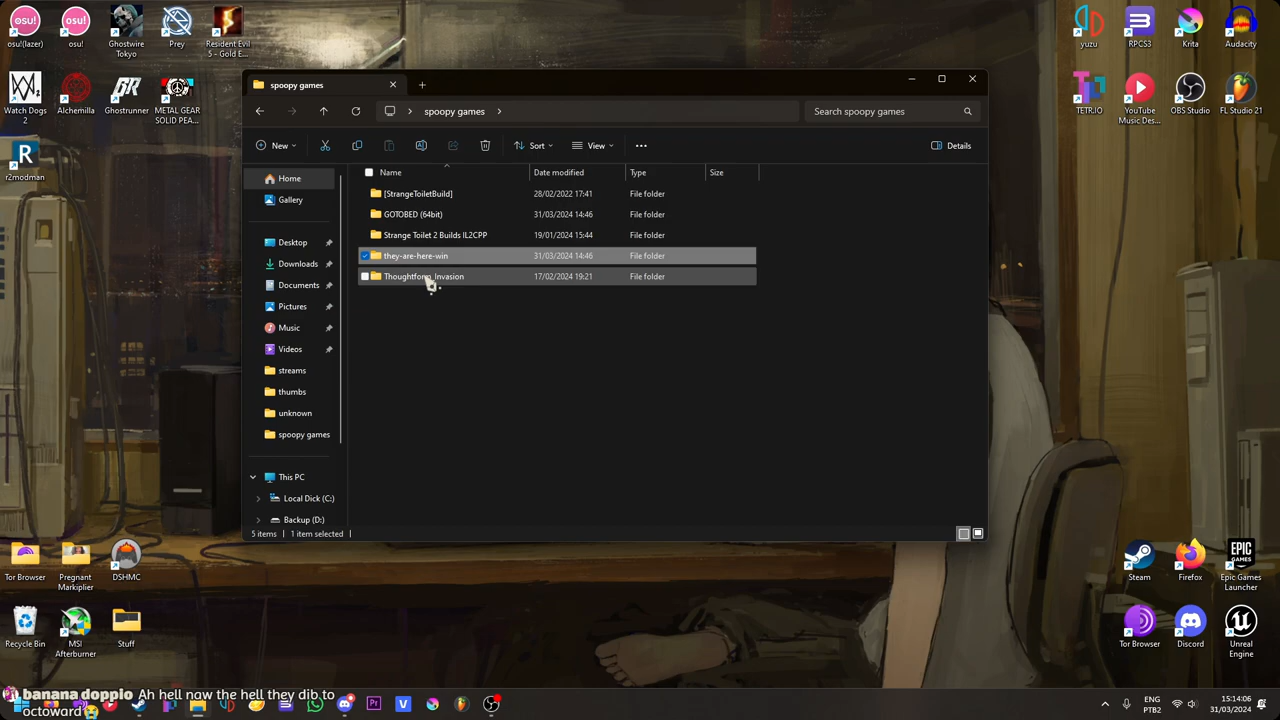 osu!(lazer)
osu!
Ghostwire
Tokyo
Prey
Resident Evil
5 - Gold E...
Watch Dogs
2
Alchemilla
Ghostrunner
METAL GEAR
SOLID PEA...
r2modman
yuzu
RPCS3
Krita
Audacity
TETR.IO
YouTube
Music Des...
OBS Studio
FL Studio 21
spoopy games
spoopy games
Search spoopy games
New
Sort
View
Details
Home
Gallery
Desktop
Downloads
Documents
Pictures
Music
Videos
streams
thumbs
unknown
spoopy games
This PC
Local Dick (C:)
Backup (D:)
Name
Date modified
Type
Size
[StrangeToiletBuild] 28/02/2022 17:41 File folder
GOTOBED (64bit) 31/03/2024 14:46 File folder
Strange Toilet 2 Builds IL2CPP 19/01/2024 15:44 File folder
they-are-here-win 31/03/2024 14:46 File folder
Thoughtform_Invasion 17/02/2024 19:21 File folder
5 items 1 item selected
Tor Browser
Pregnant
Markiplier
DSHMC
Recycle Bin
MSI
Afterburner
Stuff
Steam
Firefox
EPIC
GAMES
Epic Games
Launcher
Tor Browser
Discord
Unreal
Engine
banana doppio Ah hell naw the hell they dib to
octoward
ENG
PTB2
15:14:06
31/03/2024